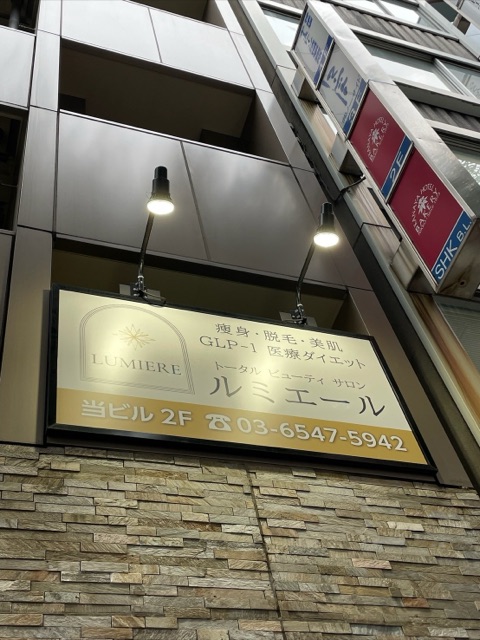 LUMIERE
痩身・脱毛・美肌
GLP-1 医療ダイエット
トータル ビューティ サロン
ルミエール
当ビル 2F ☎ 03-6547-5942
BAKERY
2F
BAKERY
SHK B.L